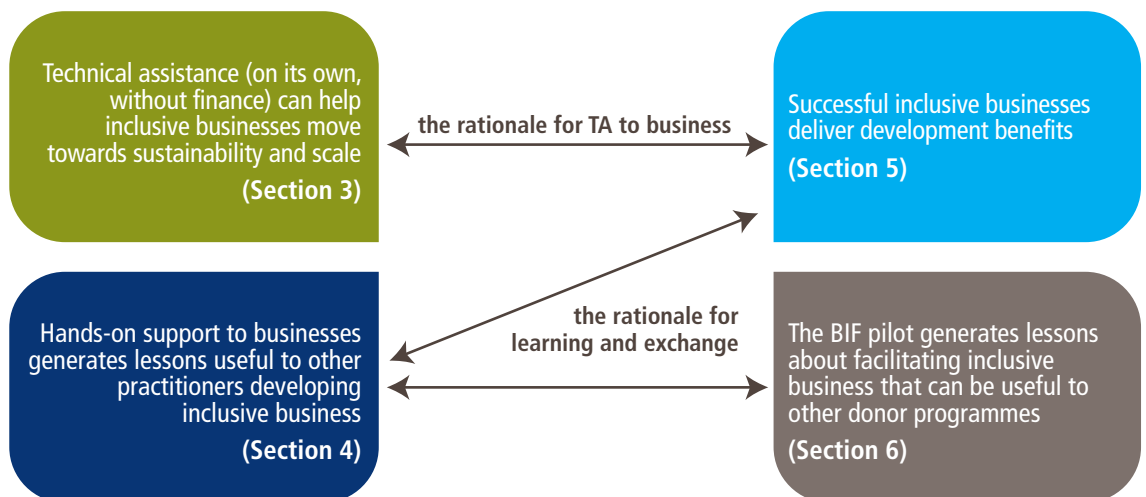 Technical assistance (on its own,
without finance) can help
inclusive businesses move
towards sustainability and scale
(Section 3)
the rationale for TA to business
Successful inclusive businesses
deliver development benefits
(Section 5)
Hands-on support to businesses
generates lessons useful to other
practitioners developing
inclusive business
(Section 4)
the rationale for
learning and exchange
The BIF pilot generates lessons
about facilitating inclusive
business that can be useful to
other donor programmes
(Section 6)